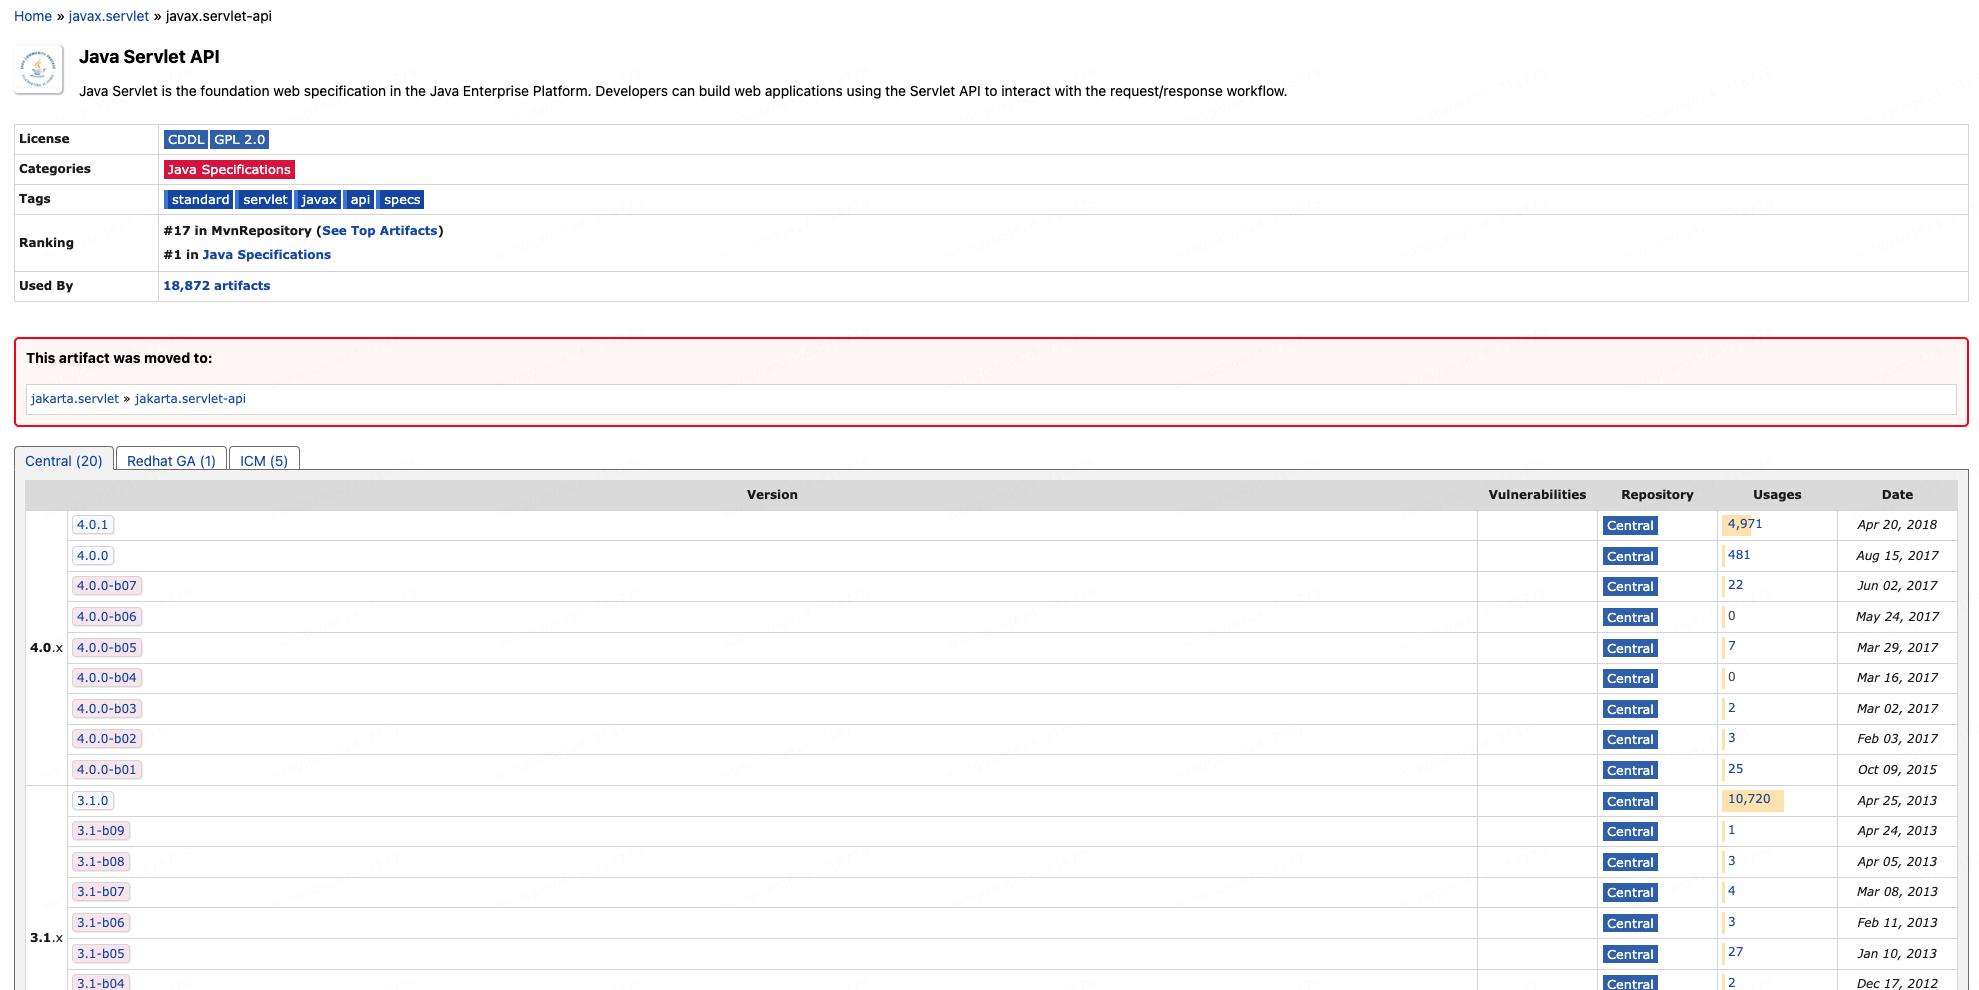 Home » javax.servlet » javax.servlet-api
Java Servlet API
Java Servlet is the foundation web specification in the Java Enterprise Platform. Developers can build web applications using the Servlet API to interact with the request/response workflow.
License CDDL GPL 2.0
Categories Java Specifications
Tags standard servlet javax api specs
Ranking #17 in MvnRepository (See Top Artifacts)
#1 in Java Specifications
Used By 18,872 artifacts
This artifact was moved to:
jakarta.servlet » jakarta.servlet-api
Central (20) Redhat GA (1) ICM (5)
Version Vulnerabilities Repository Usages Date
4.0.1 Central 4,971 Apr 20, 2018
4.0.0 Central 481 Aug 15, 2017
4.0.0-b07 Central 22 Jun 02, 2017
4.0.0-b06 Central 0 May 24, 2017
4.0.x 4.0.0-b05 Central 7 Mar 29, 2017
4.0.0-b04 Central 0 Mar 16, 2017
4.0.0-b03 Central 2 Mar 02, 2017
4.0.0-b02 Central 3 Feb 03, 2017
4.0.0-b01 Central 25 Oct 09, 2015
3.1.0 Central 10,720 Apr 25, 2013
3.1-b09 Central 1 Apr 24, 2013
3.1-b08 Central 3 Apr 05, 2013
3.1-b07 Central 4 Mar 08, 2013
3.1-b06 Central 3 Feb 11, 2013
3.1.x
3.1-b05 Central 27 Jan 10, 2013
3.1-b04 Central 2 Dec 17, 2012